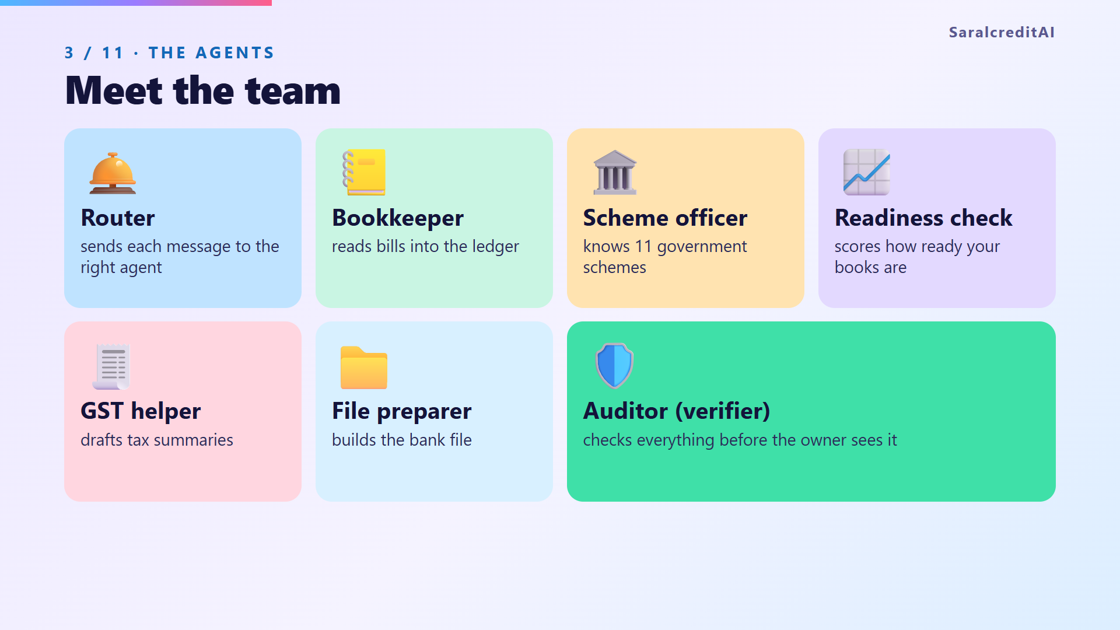 SaralcreditAI
3 / 11 · THE AGENTS
Meet the team
Router
sends each message to the
right agent
Bookkeeper
reads bills into the ledger
Scheme officer
knows 11 government
schemes
Readiness check
scores how ready your
books are
GST helper
drafts tax summaries
File preparer
builds the bank file
Auditor (verifier)
checks everything before the owner sees it